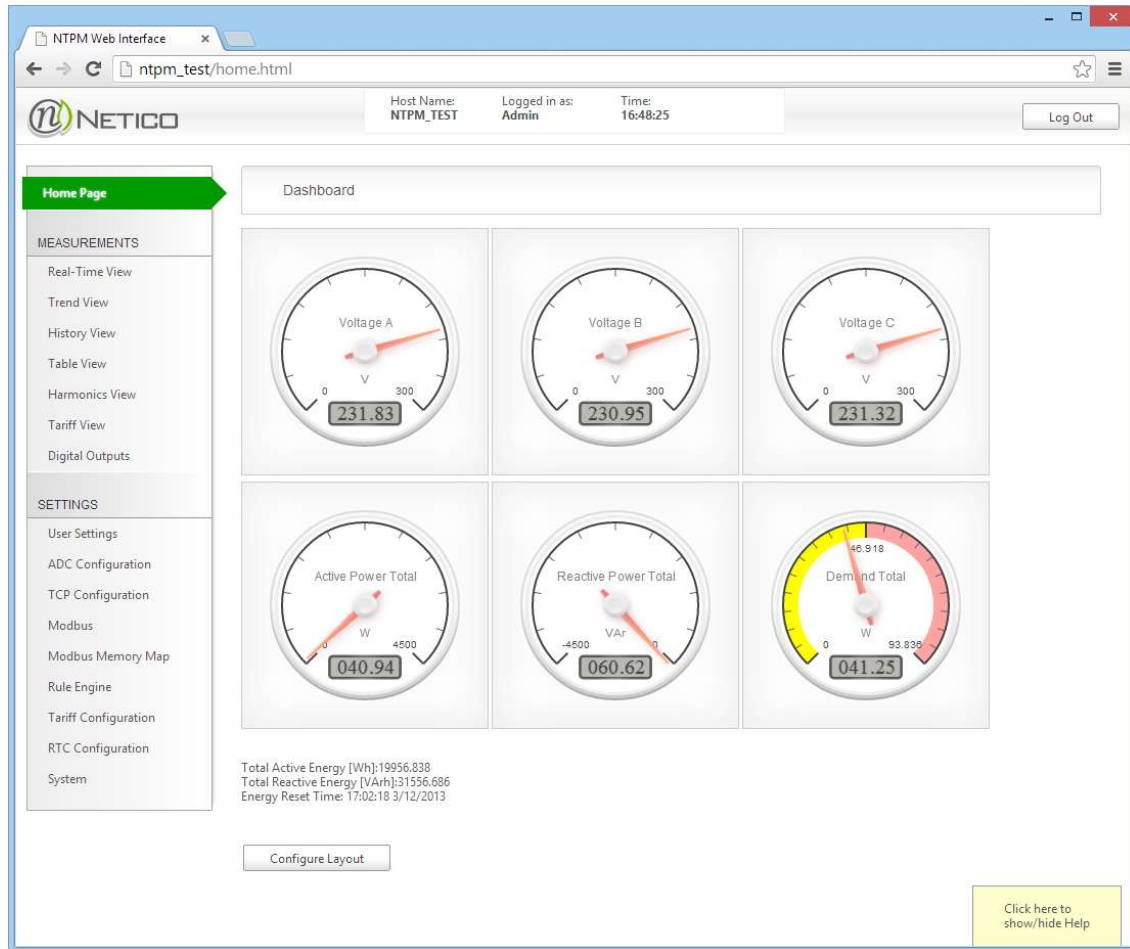 NTPM Web Interface
ntpm_test/home.html
NETICO
Host Name: Logged in as: Time:
NTPM_TEST Admin 16:48:25
Log Out
Home Page
MEASUREMENTS
Real-Time View
Trend View
History View
Table View
Harmonics View
Tariff View
Digital Outputs
SETTINGS
User Settings
ADC Configuration
TCP Configuration
Modbus
Modbus Memory Map
Rule Engine
Tariff Configuration
RTC Configuration
System
Dashboard
Voltage A
V
0 300
231.83
Voltage B
V
0 300
230.95
Voltage C
V
0 300
231.32
Active Power Total
W
0 4500
040.94
Reactive Power Total
VAr
-4500 0
060.62
46.918
Demand Total
W
0 93.836
041.25
Total Active Energy [Wh]:19956.838
Total Reactive Energy [VArh]:31556.686
Energy Reset Time: 17:02:18 3/12/2013
Configure Layout
Click here to
show/hide Help